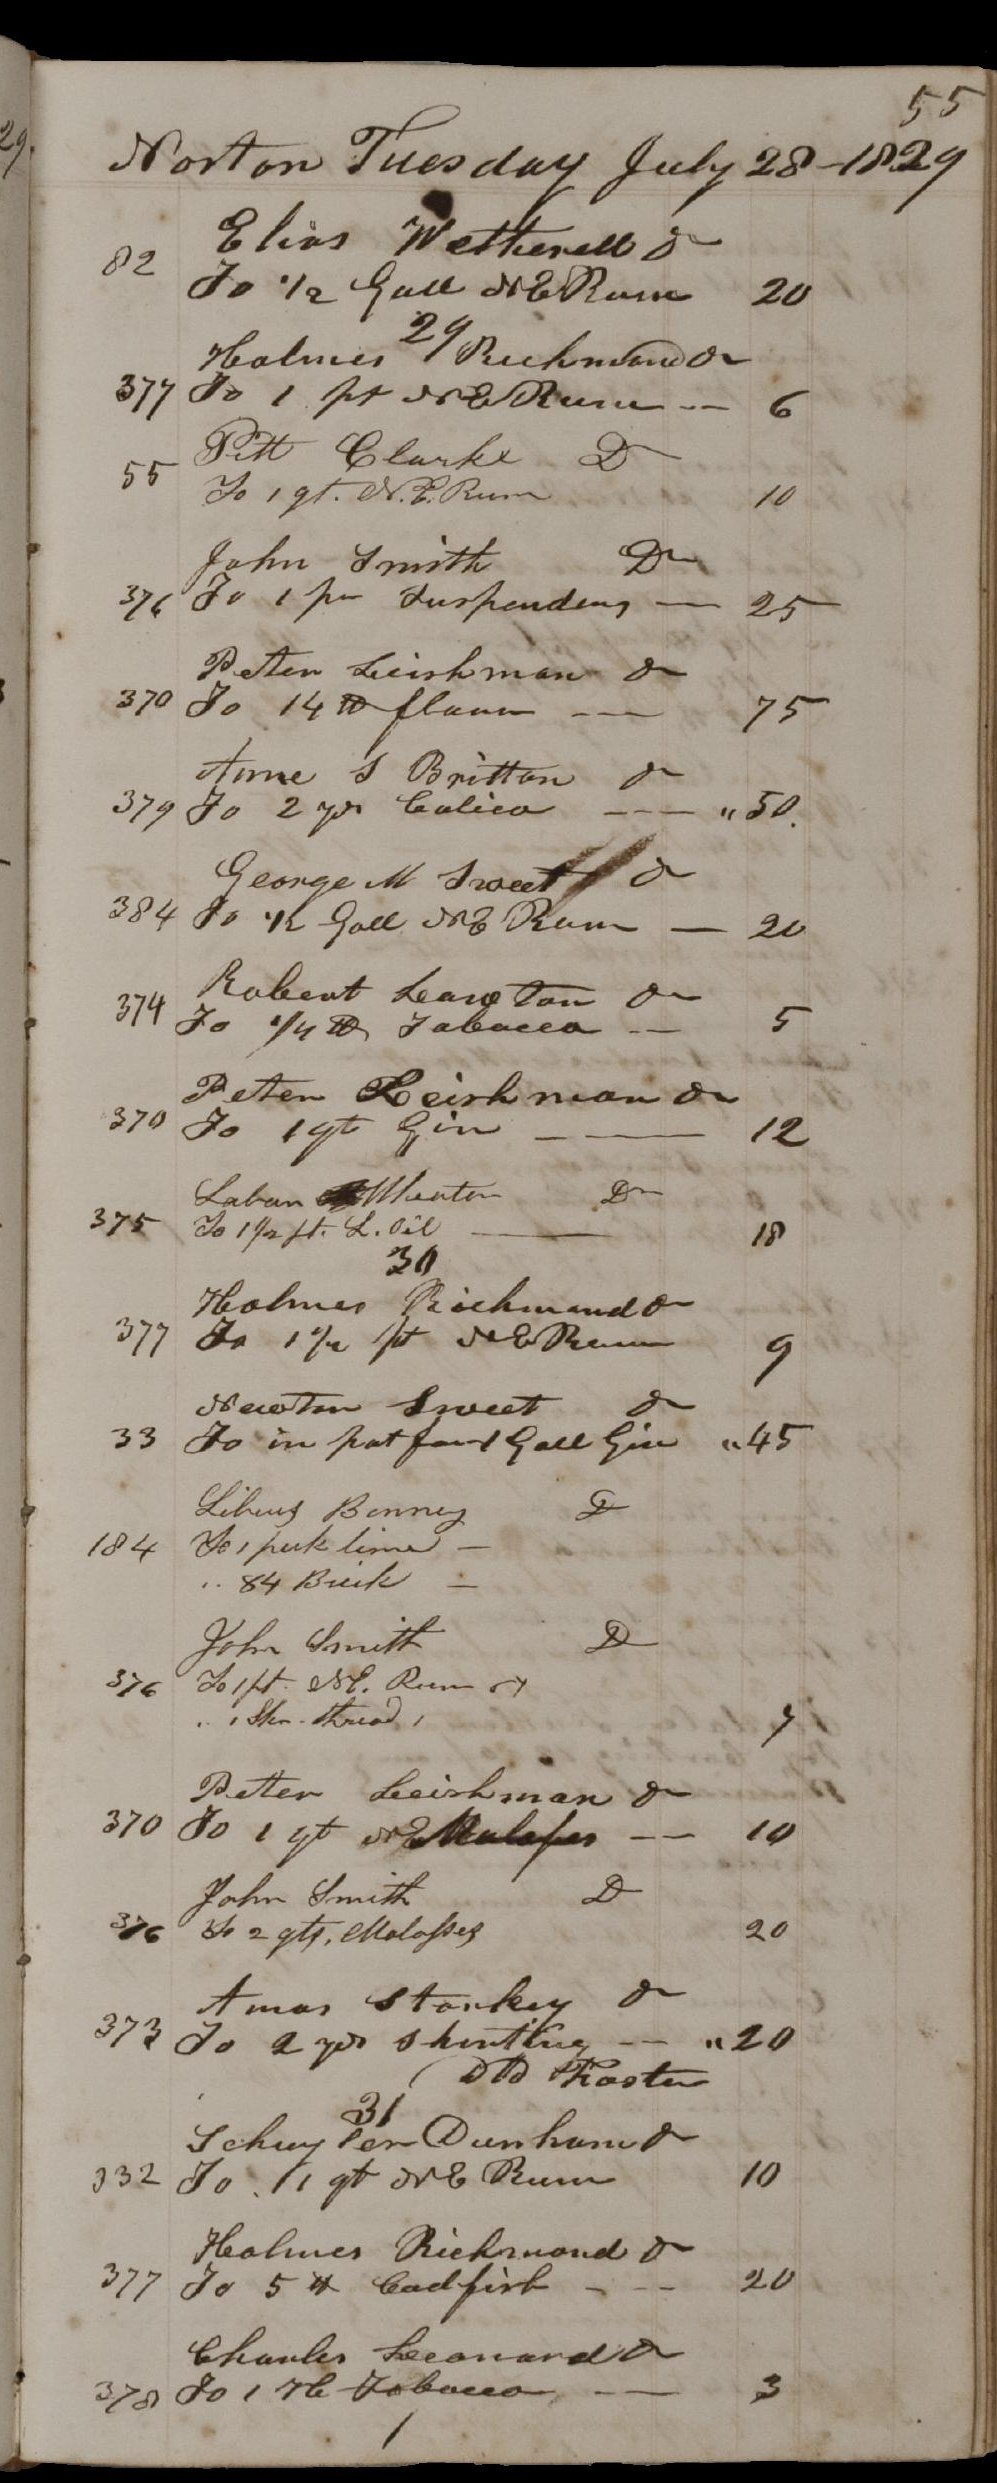 55
Norton Tuesday July 28 - 1829
Elias Wetherell Dr
82 To 1/2 Gall N E Rum 20
29
Holmes Richmond Dr
377 To 1 pt N E Rum -- 6
Pitt Clarke Dr
55 To 1 qt. N. E. Rum 10
John Smith Dr
376 To 1 pr Suspenders — 25
Peter Leishman Dr
370 To 14 lb flour --- 75
Anne S Britton Dr
379 To 2 yds Calico --- " 50.
George M Sweet Dr
384 To 1/2 Gall N E Rum — 20
Robert Lawton Dr
374 To 1/4 lb Tobacco -- 5
Peter Leishman Dr
370 To 1 qt Gin --- 12
Laban Wheaton Dr
375 To 1 1/2 pt. L. Oil — 18
30
Holmes Richmond Dr
377 To 1 1/2 pt N E Rum 9
Newton Sweet Dr
33 To in pat for 1 Gall Gin " 45
Libeus Bonney Dr
184 To 1 peck lime -
" 84 Brick -
John Smith Dr
376 To 1 pt. N E. Rum
" 1 Skn. thread 7
Peter Leishman Dr
370 To 1 qt Molasses -- 10
John Smith Dr
376 To 2 qts. Molasses 20
Amos Starkey Dr
373 To 2 yds shirting -- " 20
Foster
31
Schuyler Dunham Dr
332 To 1 qt N E Rum 10
Holmes Richmond Dr
377 To 5 lb Codfish - -- 20
Charles Leonard Dr
378 To 1 Tobacco -- 3